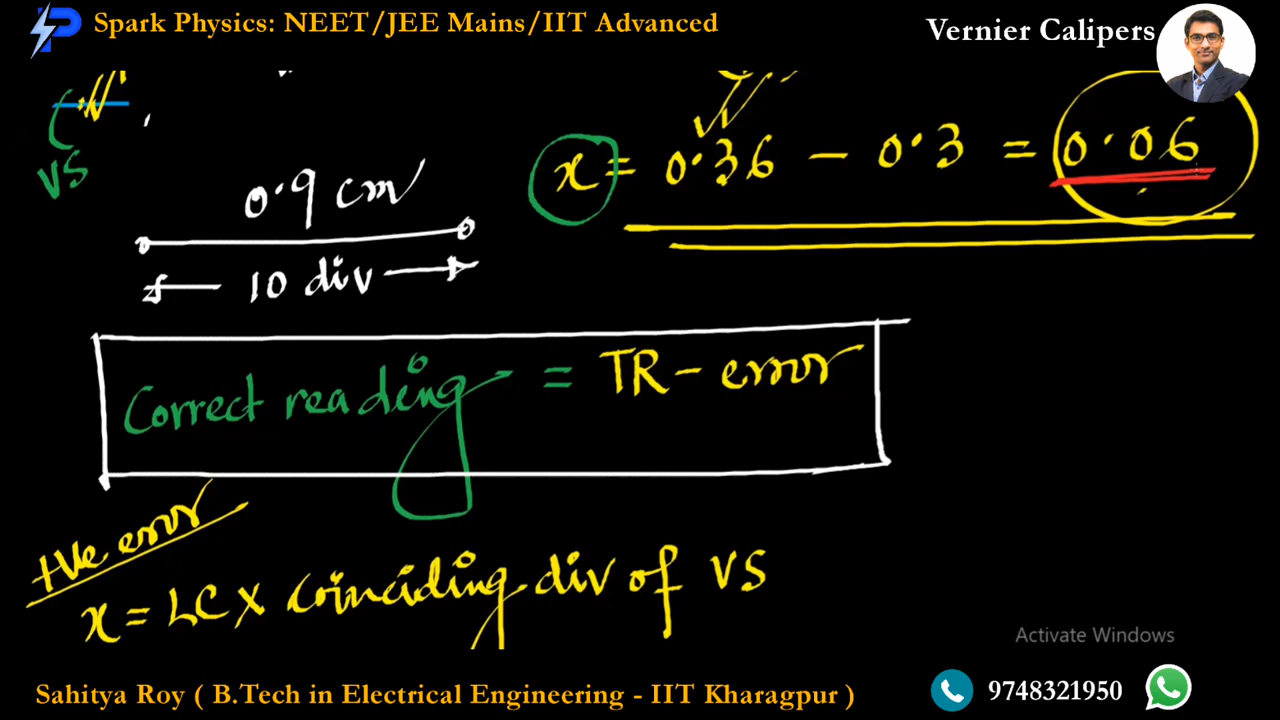 Spark Physics: NEET/JEE Mains/IIT Advanced
Vernier Calipers
VS
x = 0.36 - 0.3 = 0.06
0.9 cm
10 div
Correct reading = TR - error
+Ve error
x = LC X coinciding div of VS
Activate Windows
Sahitya Roy ( B.Tech in Electrical Engineering - IIT Kharagpur )
9748321950